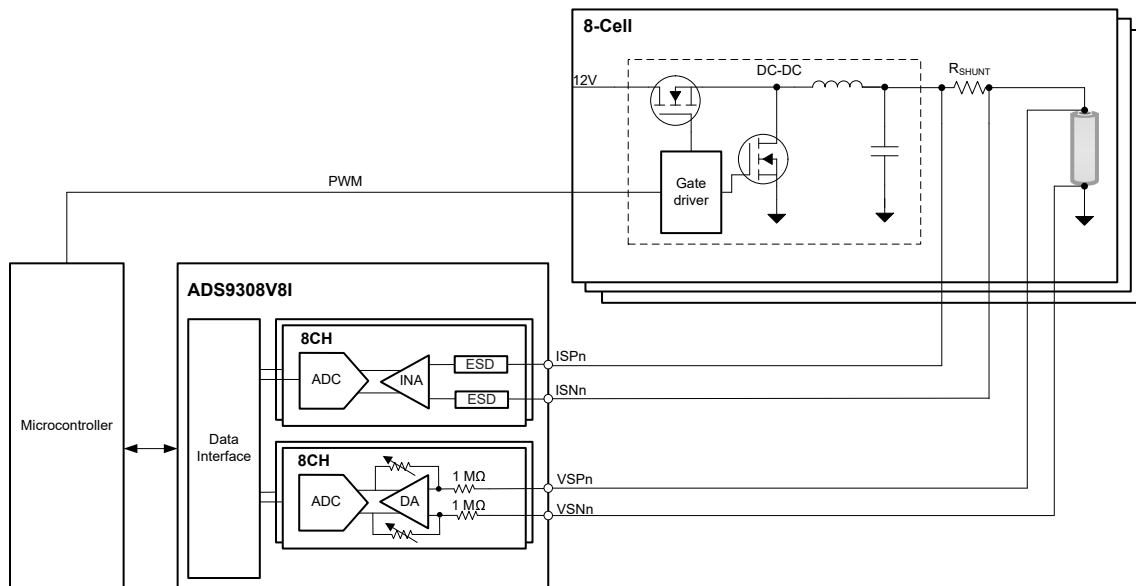 8-Cell
DC-DC
RSHUNT
12V
Gate
driver
PWM
ADS9308V8I
8CH
ADC
INA
ESD
ESD
ISPn
ISNn
Microcontroller
Data
Interface
8CH
ADC
DA
1 MΩ
1 MΩ
VSPn
VSNn